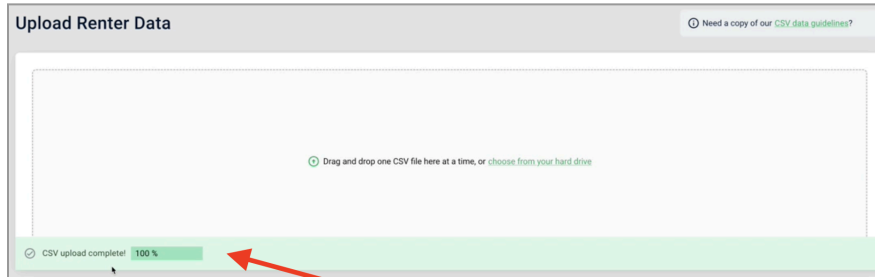 Upload Renter Data
Need a copy of our CSV data guidelines?
Drag and drop one CSV file here at a time, or choose from your hard drive
CSV upload complete! 100 %